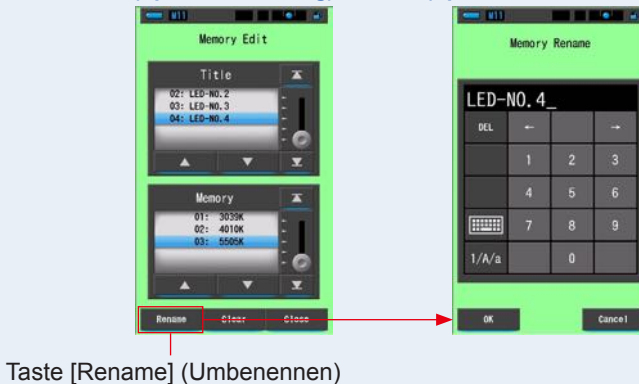 M11
Memory Edit
Title
02: LED-NO.2
03: LED-NO.3
04: LED-NO.4
Memory
01: 3039K
02: 4010K
03: 5505K
Rename Clear Close
M11
Memory Rename
LED-NO.4_
DEL ← →
1 2 3
4 5 6
7 8 9
1/A/a 0
OK Cancel
Taste [Rename] (Umbenennen)